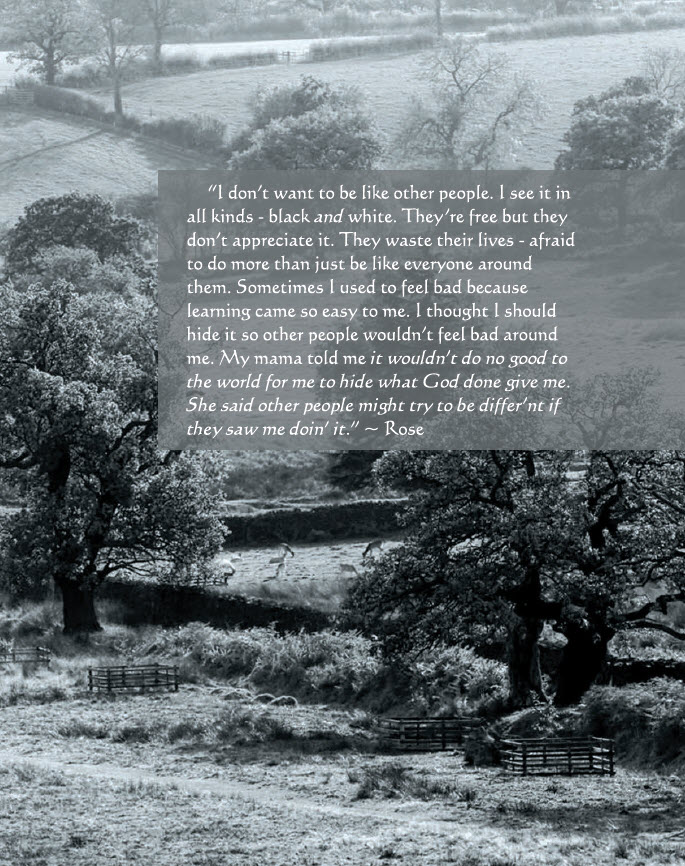 "I don't want to be like other people. I see it in
all kinds - black and white. They're free but they
don't appreciate it. They waste their lives - afraid
to do more than just be like everyone around
them. Sometimes I used to feel bad because
learning came so easy to me. I thought I should
hide it so other people wouldn't feel bad around
me. My mama told me it wouldn't do no good to
the world for me to hide what God done give me.
She said other people might try to be differ'nt if
they saw me doin' it." ~ Rose